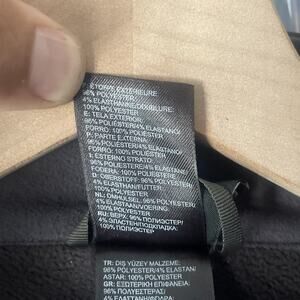 ÉTOFFE EXTÉRIEURE
96% POLYESTER
4% ELASTHANNE/DOUBLURE:
100% POLYESTER
E: TELA EXTERIOR:
96% POLIÉSTER/4% ELASTANO/
FORRO: 100% POLIÉSTER
P: PARTE EXTERIOR:
96% POLIÉSTER/4% ELASTANO/
FORRO: 100% POLIÉSTER
I: ESTERNO STRATO:
96% POLIESTERE/4% ELASTAN/
FODERA: 100% POLIESTERE
D: OBERSTOFF: 96% POLYESTER/
4% ELASTHAN/FUTTER:
100% POLYESTER
NL: OMHULSEL: 96% POLYESTER/
4% ELASTAAN/VOERING:
100% POLYESTER
RU: ВЕРХ: 96% ПОЛИЭСТЕР/
4% ЭЛАСТЕН/ПОДКЛАДКА:
100% ПОЛИЭСТЕР
TR: DIŞ YÜZEY MALZEME:
96% POLYESTER/4% ELASTAN/
ASTAR: 100% POLYESTER
GR: ΕΞΩΤΕΡΙΚΗ ΕΠΙΦΑΝΕΙΑ:
96% ΠΟΛΥΕΣΤΕΡΑΣ/
4% ΕΛΑΣΤΑΝΗ/ΦΟΔΡΑ: